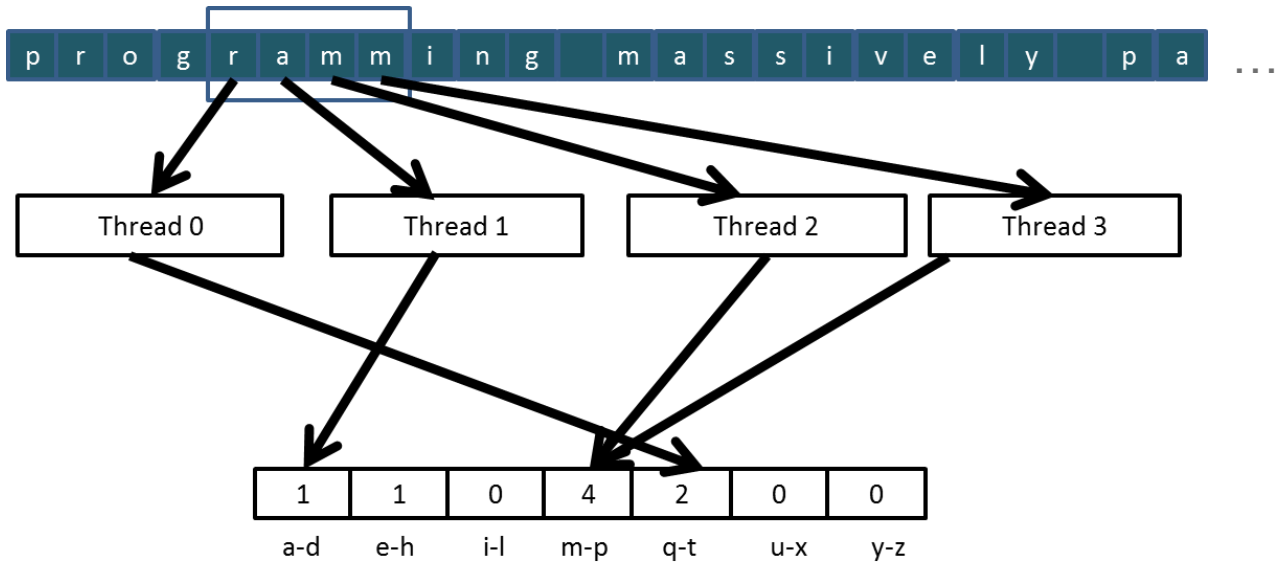 p r o g r a m m i n g m a s s i v e l y p a ...
Thread 0 Thread 1 Thread 2 Thread 3
1 1 0 4 2 0 0
a-d e-h i-l m-p q-t u-x y-z